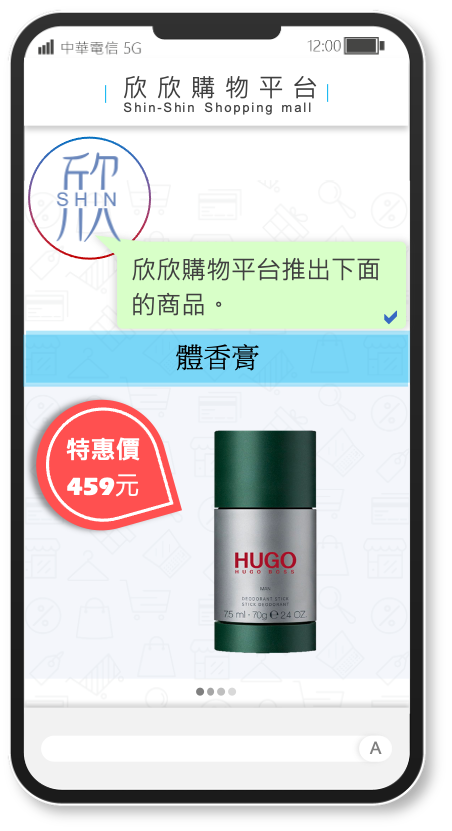 中華電信 5G 12:00
欣欣購物平台
Shin-Shin Shopping mall
欣
SHIN
欣欣購物平台推出下面
的商品。
體香膏
特惠價
459元
HUGO
HUGO BOSS
MAN
DEODORANT STICK
STICK DEODORANT
75 ml · 70g ℮ 2.4 OZ.
A